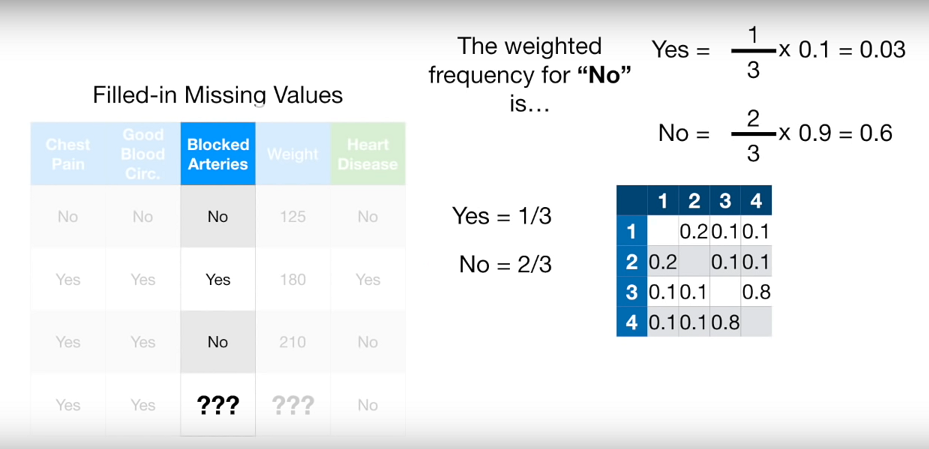 The weighted
frequency for “No”
is…
Yes = 1/3 x 0.1 = 0.03
No = 2/3 x 0.9 = 0.6
Filled-in Missing Values
Chest Pain Good Blood Circ. Blocked Arteries Weight Heart Disease
No No No 125 No
Yes Yes Yes 180 Yes
Yes Yes No 210 No
Yes Yes ??? ??? No
Yes = 1/3
No = 2/3
1 2 3 4
1 0.2 0.1 0.1
2 0.2 0.1 0.1
3 0.1 0.1 0.8
4 0.1 0.1 0.8